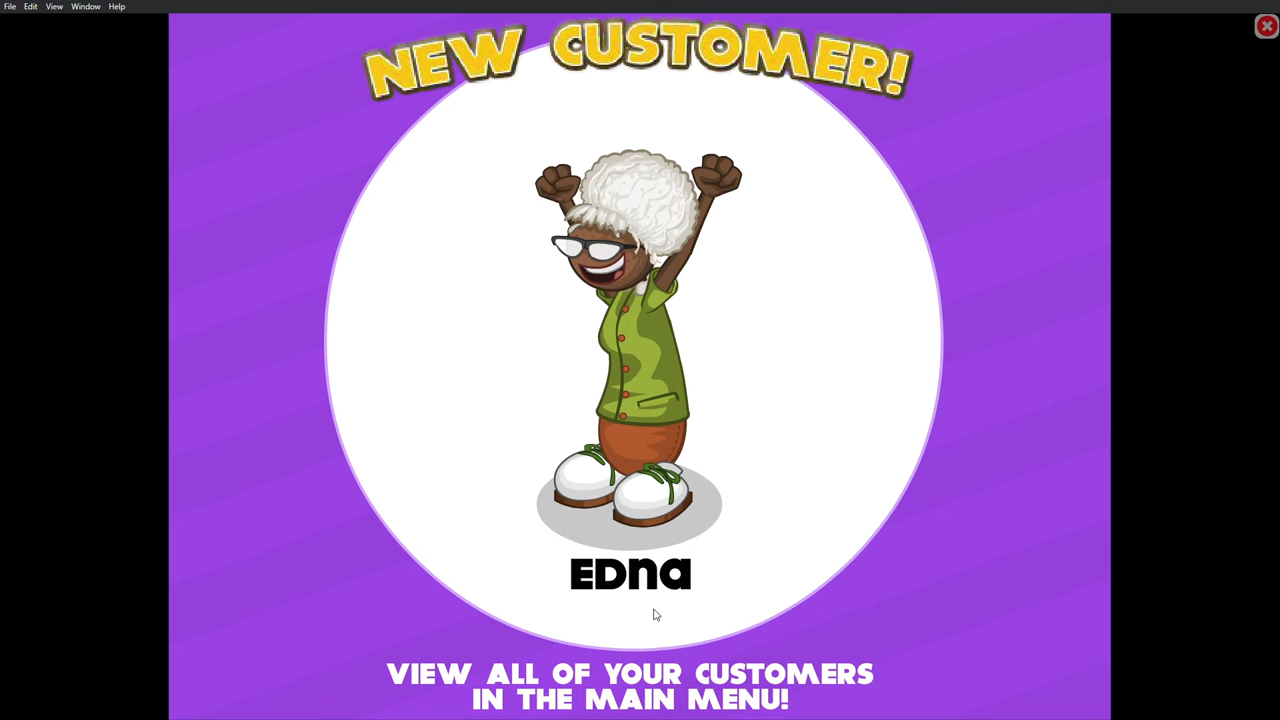 File Edit View Window Help
NEW CUSTOMER!
EDna
VIEW ALL OF YOUR CUSTOMERS
IN THE MAIN MENU!